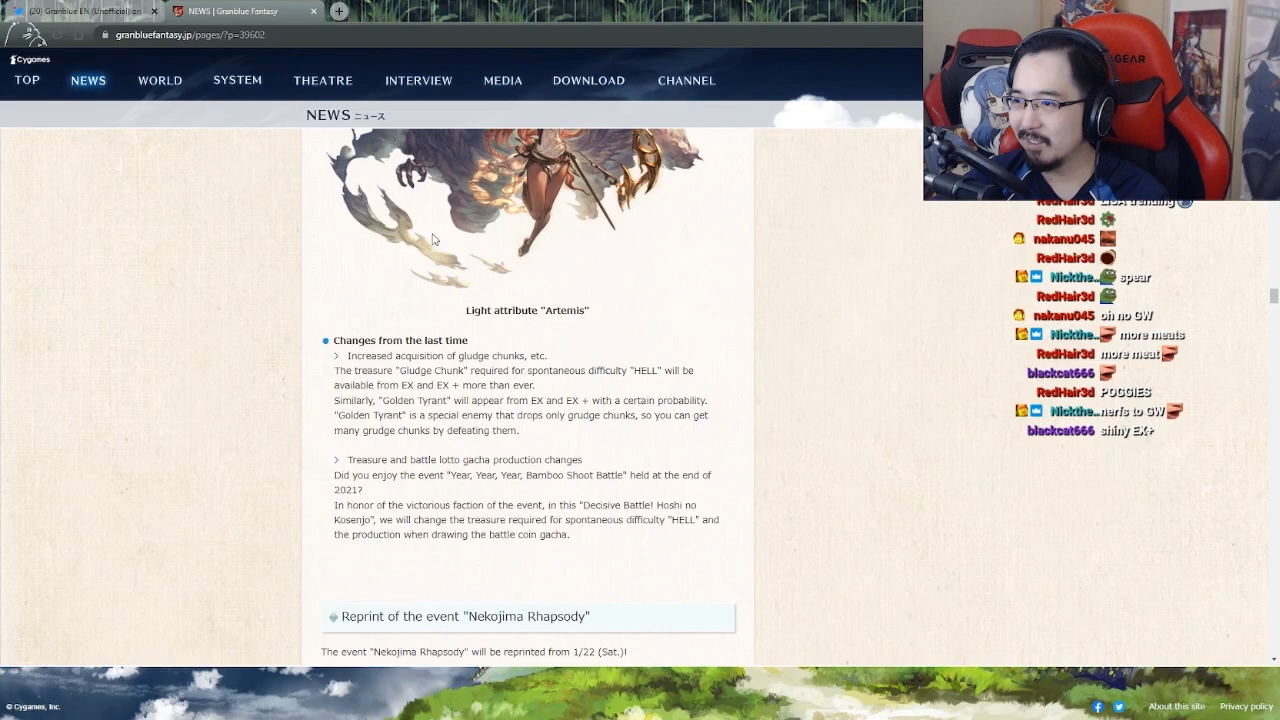 (20) Granblue EN (Unofficial) on
NEWS | Granblue Fantasy
granbluefantasy.jp/pages/?p=39602
Cygames
TOP
NEWS
WORLD
SYSTEM
THEATRE
INTERVIEW
MEDIA
DOWNLOAD
CHANNEL
NEWS ニュース
Light attribute "Artemis"
Changes from the last time
Increased acquisition of gludge chunks, etc.
The treasure "Gludge Chunk" required for spontaneous difficulty "HELL" will be
available from EX and EX + more than ever.
Specially, "Golden Tyrant" will appear from EX and EX + with a certain probability.
"Golden Tyrant" is a special enemy that drops only grudge chunks, so you can get
many grudge chunks by defeating them.
Treasure and battle lotto gacha production changes
Did you enjoy the event "Year, Year, Year, Bamboo Shoot Battle" held at the end of
2021?
In honor of the victorious faction of the event, in this "Decisive Battle! Hoshi no
Kosenjo", we will change the treasure required for spontaneous difficulty "HELL" and
the production when drawing the battle coin gacha.
Reprint of the event "Nekojima Rhapsody"
The event "Nekojima Rhapsody" will be reprinted from 1/22 (Sat.)!
GEAR
RedHair3d LISA trending
RedHair3d
nakanu045
RedHair3d
Nickthe.. spear
RedHair3d
nakanu045 oh no GW
Nickthe.. more meats
RedHair3d more meat
blackcat666
RedHair3d POGGIES
Nickthe.. nerfs to GW
blackcat666 shiny EX+
© Cygames, Inc.
About this site
Privacy policy